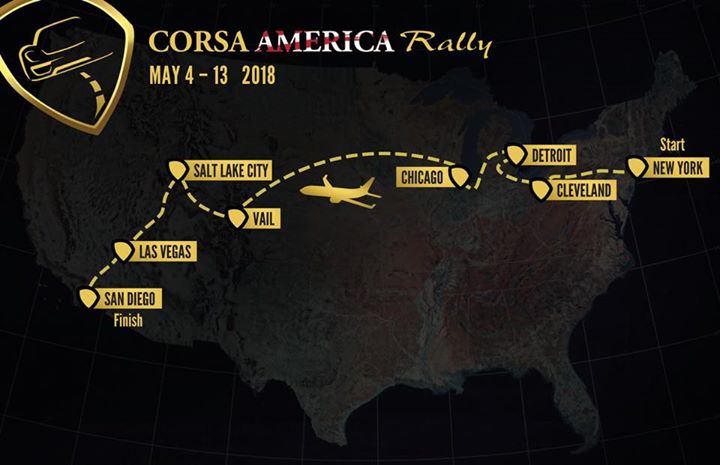 CORSA AMERICA Rally
MAY 4 – 13 2018
Start
NEW YORK
DETROIT
CLEVELAND
CHICAGO
SALT LAKE CITY
VAIL
LAS VEGAS
SAN DIEGO
Finish